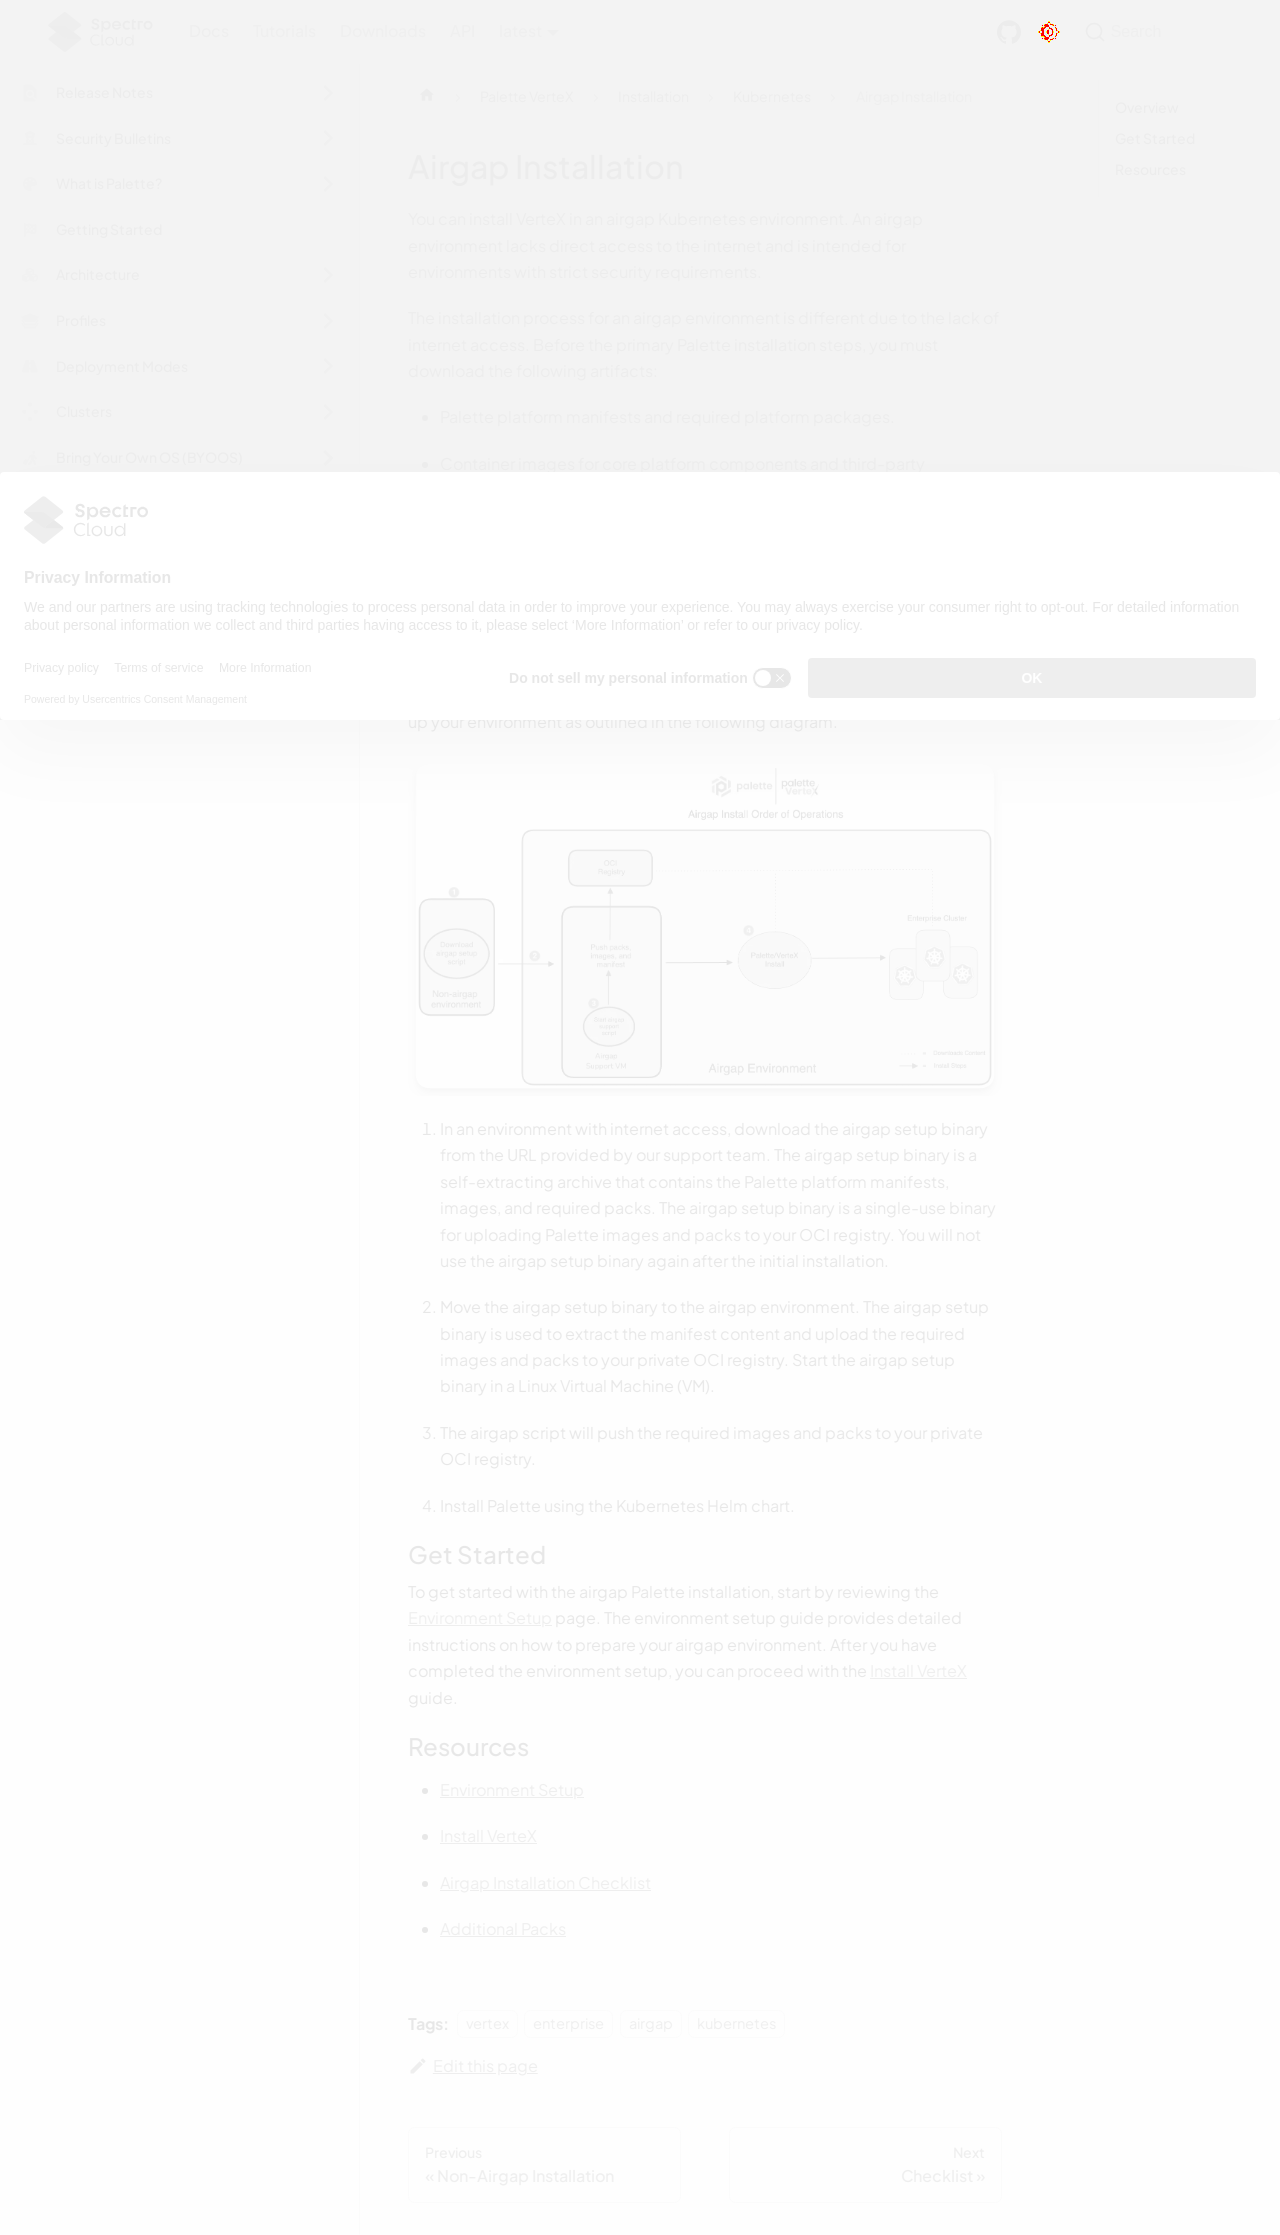 Spectro Cloud
Docs Tutorials Downloads API latest
Search
Release Notes
Security Bulletins
What is Palette?
Getting Started
Architecture
Profiles
Deployment Modes
Clusters
Bring Your Own OS (BYOOS)
Palette VerteX
Installation
Kubernetes
Airgap Installation
Overview
Get Started
Resources
Airgap Installation
You can install VerteX in an airgap Kubernetes environment. An airgap
environment lacks direct access to the internet and is intended for
environments with strict security requirements.
The installation process for an airgap environment is different due to the lack of
internet access. Before the primary Palette installation steps, you must
download the following artifacts:
Palette platform manifests and required platform packages.
Container images for core platform components and third-party
Spectro
Cloud
Privacy Information
We and our partners are using tracking technologies to process personal data in order to improve your experience. You may always exercise your consumer right to opt-out. For detailed information
about personal information we collect and third parties having access to it, please select 'More Information' or refer to our privacy policy.
Privacy policy Terms of service More Information
Do not sell my personal information
OK
Powered by Usercentrics Consent Management
up your environment as outlined in the following diagram.
palette palette VerteX
Airgap Install Order of Operations
OCI
Registry
Enterprise Cluster
1
Download
airgap setup
script
Non-airgap
environment
2
Push packs,
images, and
manifests
3
Airgap
Support VM
4
Palette/VerteX
Install
Airgap Environment
Install Steps
1. In an environment with internet access, download the airgap setup binary
from the URL provided by our support team. The airgap setup binary is a
self-extracting archive that contains the Palette platform manifests,
images, and required packs. The airgap setup binary is a single-use binary
for uploading Palette images and packs to your OCI registry. You will not
use the airgap setup binary again after the initial installation.
2. Move the airgap setup binary to the airgap environment. The airgap setup
binary is used to extract the manifest content and upload the required
images and packs to your private OCI registry. Start the airgap setup
binary in a Linux Virtual Machine (VM).
3. The airgap script will push the required images and packs to your private
OCI registry.
4. Install Palette using the Kubernetes Helm chart.
Get Started
To get started with the airgap Palette installation, start by reviewing the
Environment Setup page. The environment setup guide provides detailed
instructions on how to prepare your airgap environment. After you have
completed the environment setup, you can proceed with the Install VerteX
guide.
Resources
Environment Setup
Install VerteX
Airgap Installation Checklist
Additional Packs
Tags: vertex enterprise airgap kubernetes
Edit this page
Previous
« Non-Airgap Installation
Next
Checklist »